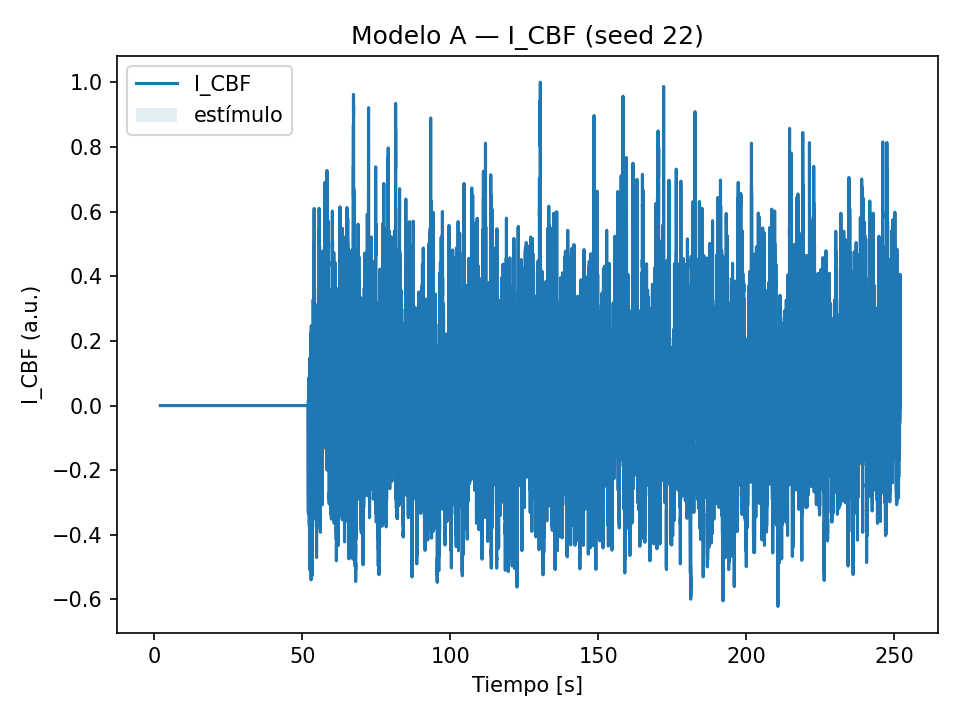 Modelo A — I_CBF (seed 22)
I_CBF
estímulo
I_CBF (a.u.)
1.0
0.8
0.6
0.4
0.2
0.0
−0.2
−0.4
−0.6
0 50 100 150 200 250
Tiempo [s]